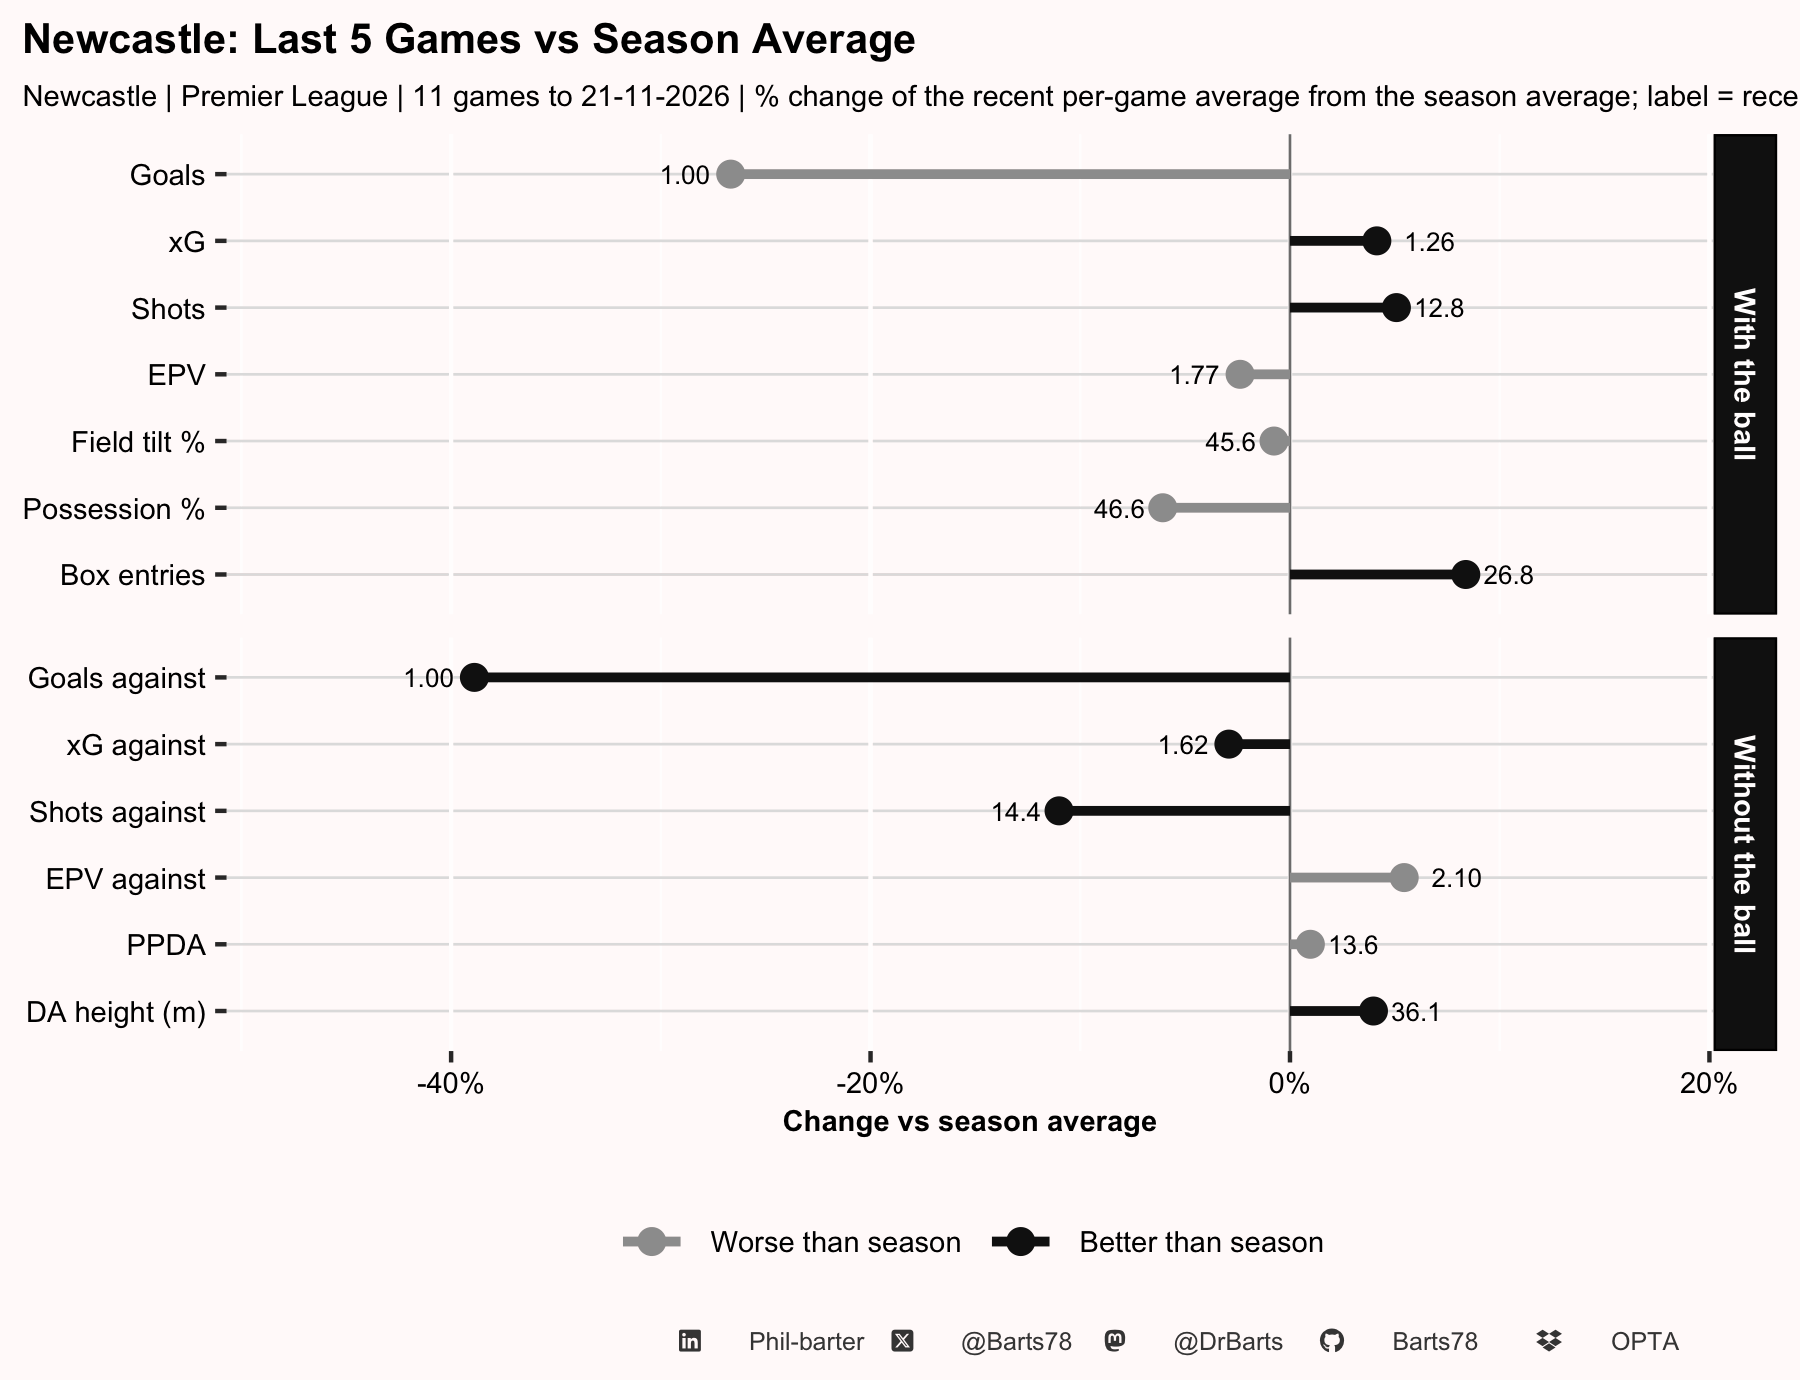 Newcastle: Last 5 Games vs Season Average
Newcastle | Premier League | 11 games to 21-11-2026 | % change of the recent per-game average from the season average; label = rece
Goals
1.00
xG
1.26
Shots
12.8
EPV
1.77
Field tilt %
45.6
Possession %
46.6
Box entries
26.8
With the ball
Goals against
1.00
xG against
1.62
Shots against
14.4
EPV against
2.10
PPDA
13.6
DA height (m)
36.1
Without the ball
-40%
-20%
0%
20%
Change vs season average
Worse than season
Better than season
Phil-barter
@Barts78
@DrBarts
Barts78
OPTA